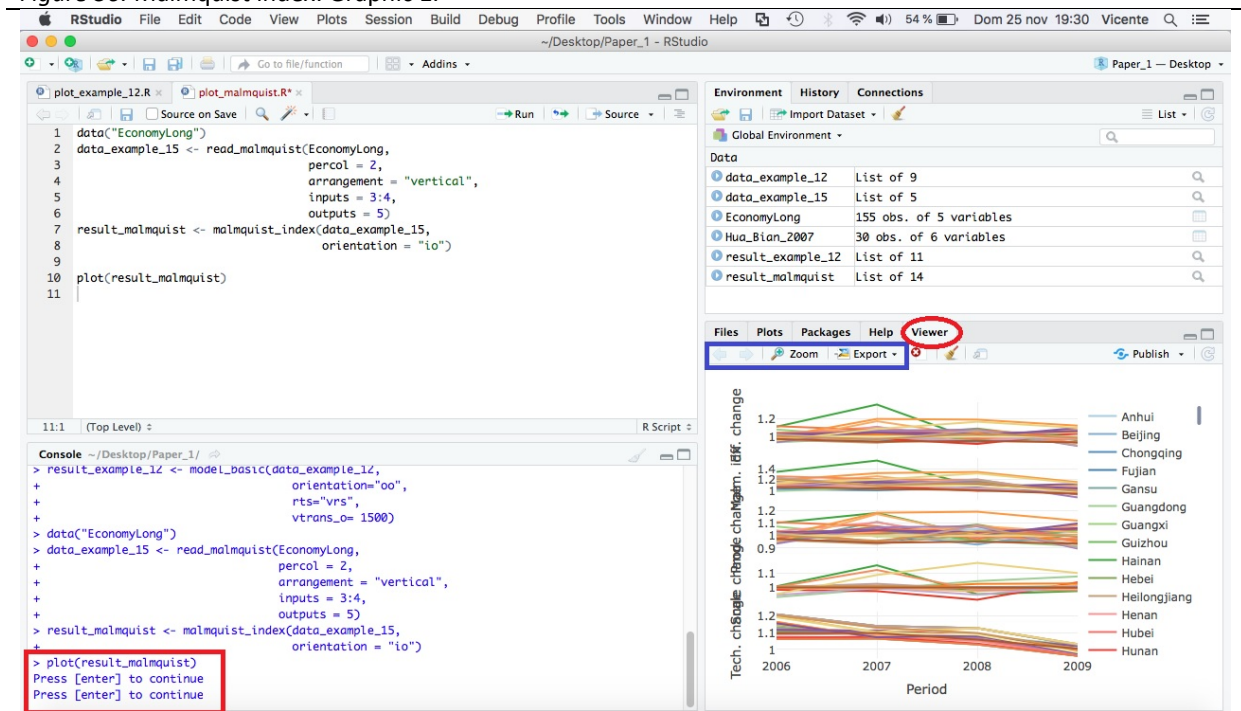 RStudio File Edit Code View Plots Session Build Debug Profile Tools Window Help 54 % Dom 25 nov 19:30 Vicente
~/Desktop/Paper_1 - RStudio
Go to file/function Addins Paper_1 — Desktop
plot_example_12.R × plot_malmquist.R* ×
Source on Save Run Source
1 data("EconomyLong")
2 data_example_15 <- read_malmquist(EconomyLong,
3 percol = 2,
4 arrangement = "vertical",
5 inputs = 3:4,
6 outputs = 5)
7 result_malmquist <- malmquist_index(data_example_15,
8 orientation = "io")
9
10 plot(result_malmquist)
11
11:1 (Top Level) R Script
Console ~/Desktop/Paper_1/
> result_example_12 <- model_basic(data_example_12,
+ orientation="oo",
+ rts="vrs",
+ vtrans_o= 1500)
> data("EconomyLong")
> data_example_15 <- read_malmquist(EconomyLong,
+ percol = 2,
+ arrangement = "vertical",
+ inputs = 3:4,
+ outputs = 5)
> result_malmquist <- malmquist_index(data_example_15,
+ orientation = "io")
> plot(result_malmquist)
Press [enter] to continue
Press [enter] to continue
Environment History Connections
Import Dataset List
Global Environment
Data
data_example_12 List of 9
data_example_15 List of 5
EconomyLong 155 obs. of 5 variables
Hua_Bian_2007 30 obs. of 6 variables
result_example_12 List of 11
result_malmquist List of 14
Files Plots Packages Help Viewer
Zoom Export Publish
change
1.2
1
1.4
1.2
1
1.2
1.1
1
0.9
1.1
1
Tech. change
1.2
1.1
1
2006 2007 2008 2009
Period
Anhui
Beijing
Chongqing
Fujian
Gansu
Guangdong
Guangxi
Guizhou
Hainan
Hebei
Heilongjiang
Henan
Hubei
Hunan